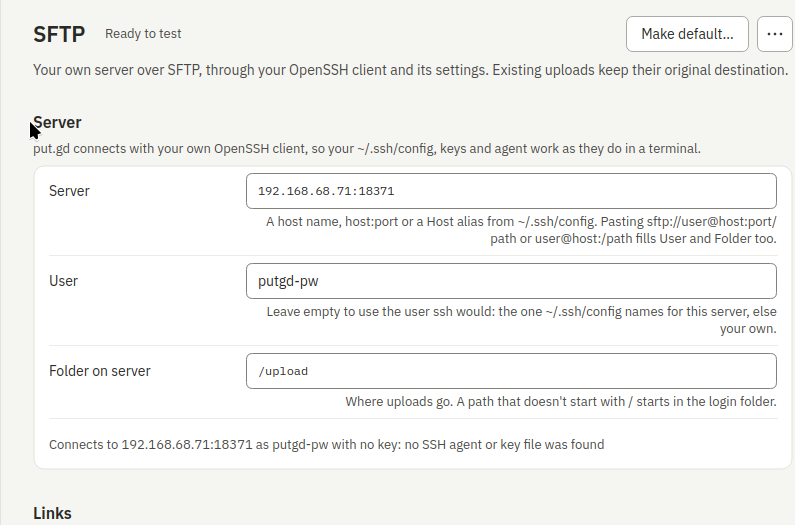 SFTP
Ready to test
Make default...
...
Your own server over SFTP, through your OpenSSH client and its settings. Existing uploads keep their original destination.
Server
put.gd connects with your own OpenSSH client, so your ~/.ssh/config, keys and agent work as they do in a terminal.
Server
192.168.68.71:18371
A host name, host:port or a Host alias from ~/.ssh/config. Pasting sftp://user@host:port/
path or user@host:/path fills User and Folder too.
User
putgd-pw
Leave empty to use the user ssh would: the one ~/.ssh/config names for this server, else
your own.
Folder on server
/upload
Where uploads go. A path that doesn't start with / starts in the login folder.
Connects to 192.168.68.71:18371 as putgd-pw with no key: no SSH agent or key file was found
Links